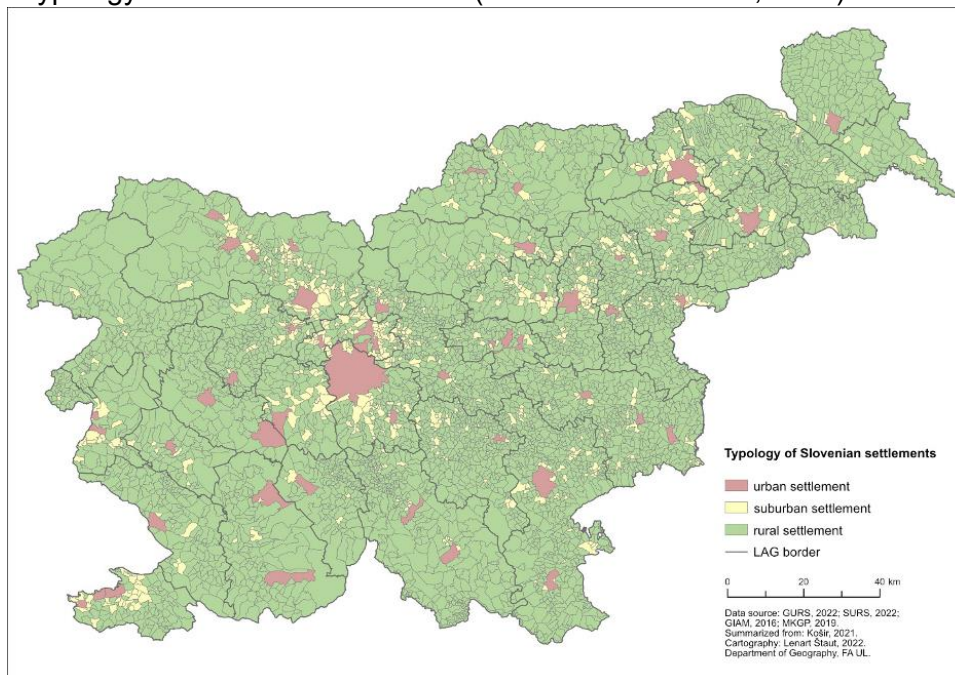 Typology of Slovenian settlements
urban settlement
suburban settlement
rural settlement
LAG border
0 20 40 km
Data source: GURS, 2022; SURS, 2022;
GIAM, 2016; MKGP, 2019.
Summarized from: Košir, 2021.
Cartography: Lenart Štaut, 2022.
Department of Geography, FA UL.